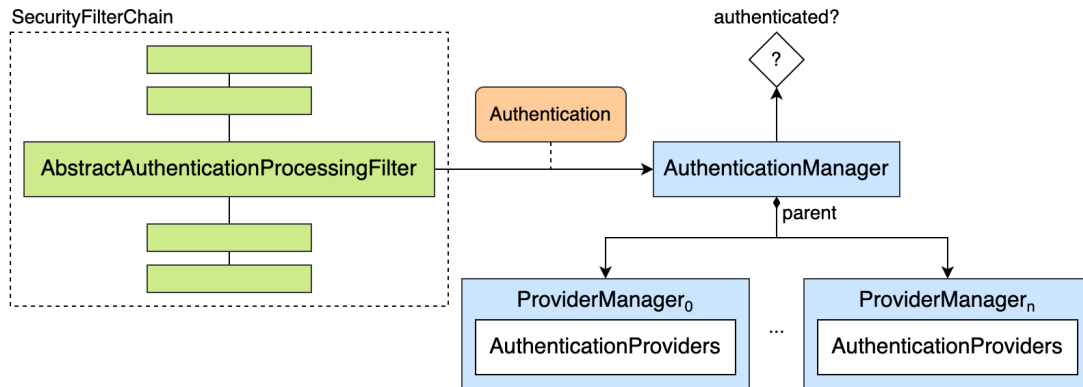 SecurityFilterChain
authenticated?
?
Authentication
AbstractAuthenticationProcessingFilter
AuthenticationManager
parent
ProviderManager0
...
ProviderManagern
AuthenticationProviders
AuthenticationProviders